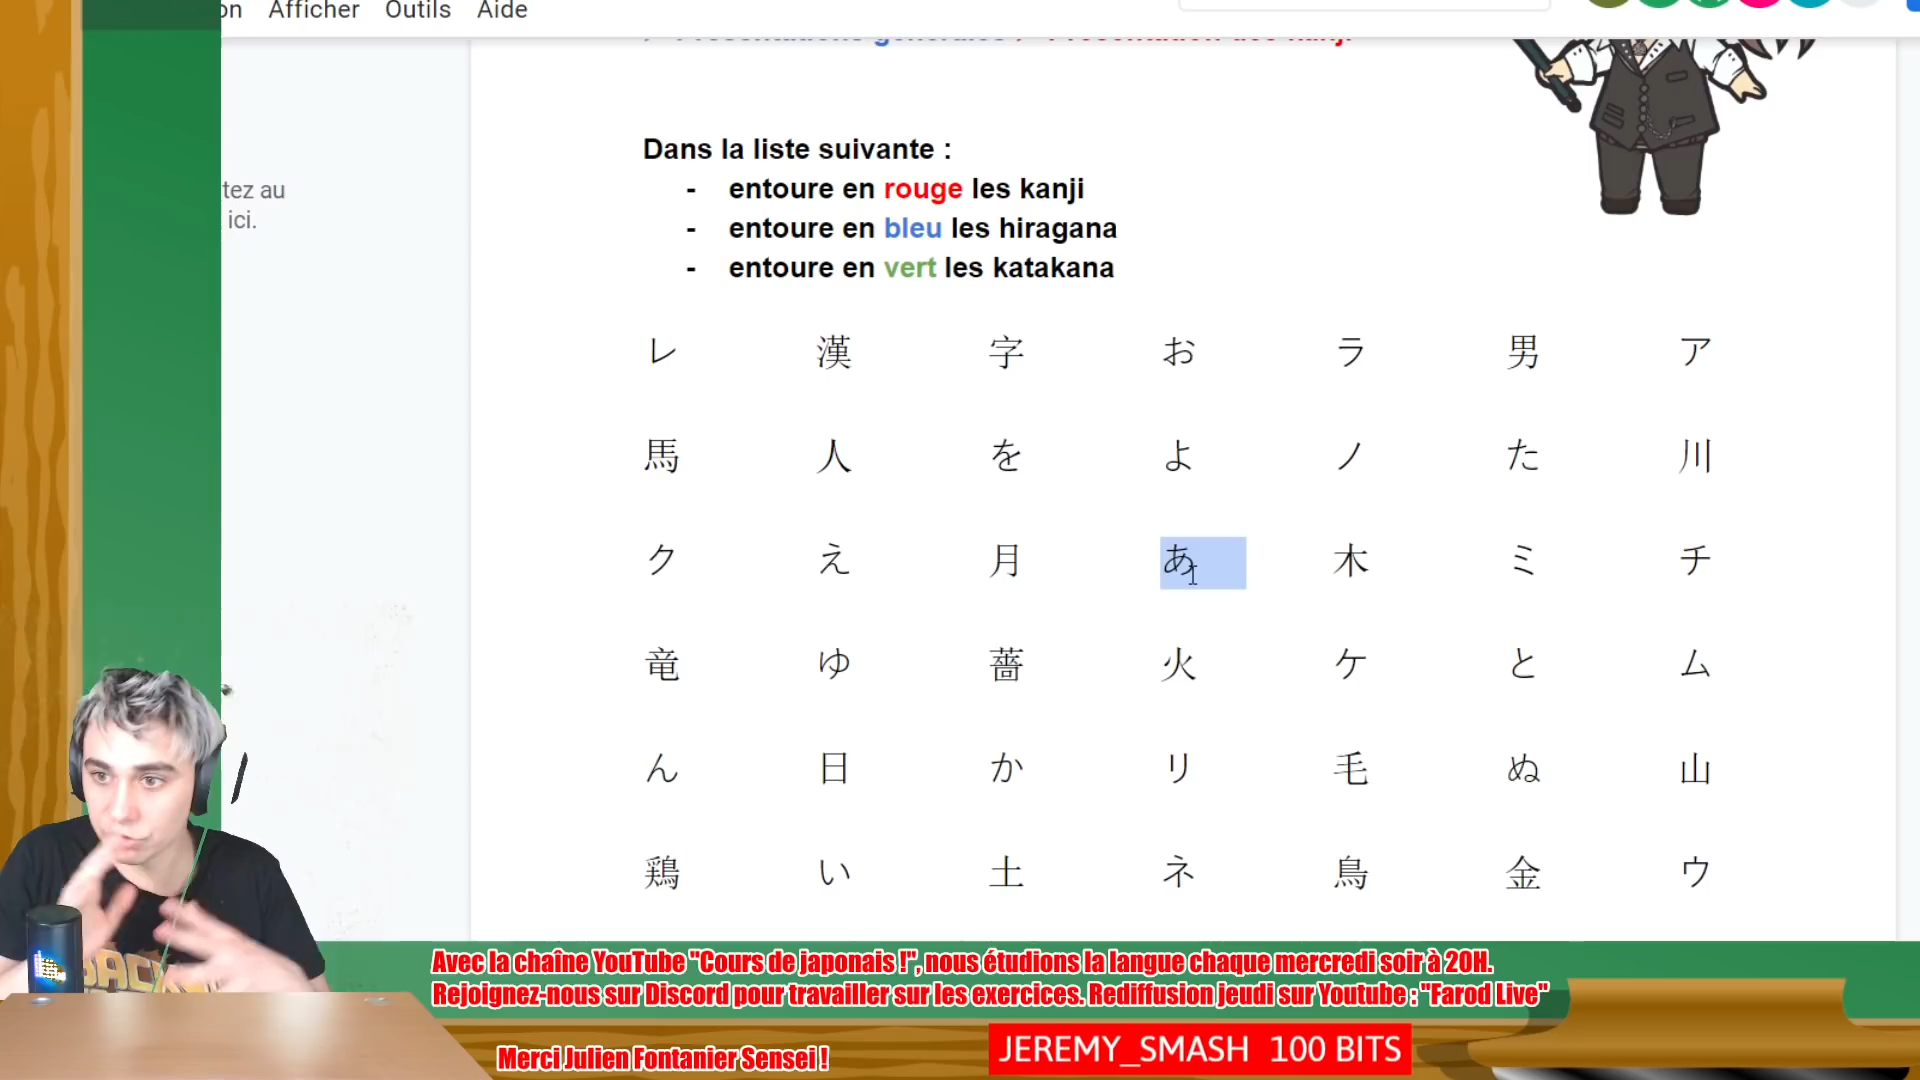 on Afficher Outils Aide
Présentations générales Présentation des kanji
tez au
ici.
Dans la liste suivante :
- entoure en rouge les kanji
- entoure en bleu les hiragana
- entoure en vert les katakana
レ 漢 字 お ラ 男 ア
馬 人 を よ ノ た 川
ク え 月 あ 木 ミ チ
竜 ゆ 薔 火 ケ と ム
ん 日 か リ 毛 ぬ 山
鶏 い 土 ネ 鳥 金 ウ
Avec la chaîne YouTube "Cours de japonais !", nous étudions la langue chaque mercredi soir à 20H.
Rejoignez-nous sur Discord pour travailler sur les exercices. Rediffusion jeudi sur Youtube : "Farod Live"
Merci Julien Fontanier Sensei !
JEREMY_SMASH 100 BITS